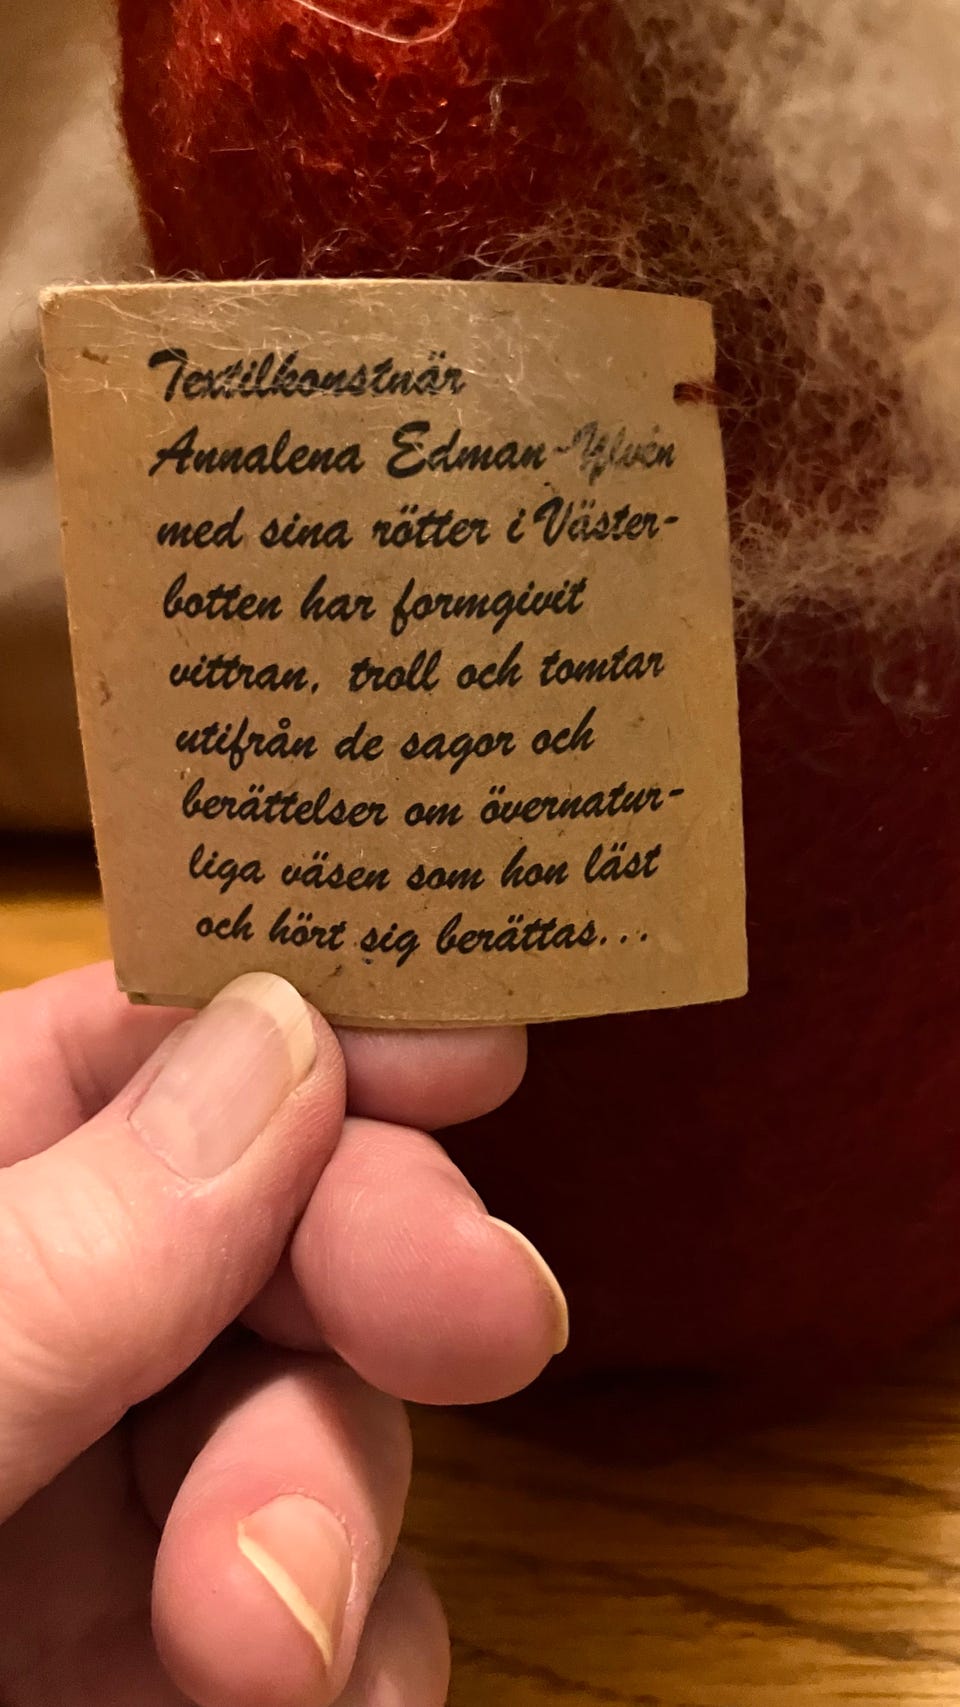 Textilkonstnär
Annalena Edman-Ylvén
med sina rötter i Väster-
botten har formgivit
vittran, troll och tomtar
utifrån de sagor och
berättelser om övernatur-
liga väsen som hon läst
och hört sig berättas...